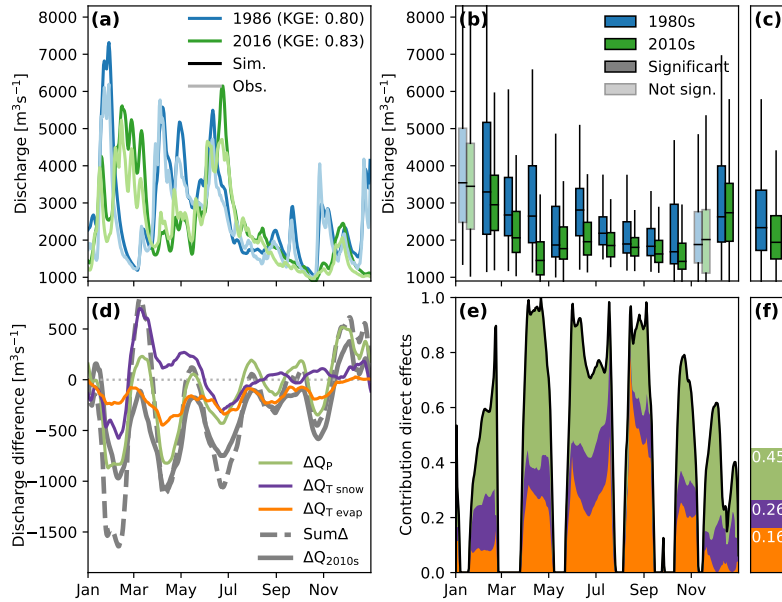 (a)
1986 (KGE: 0.80)
2016 (KGE: 0.83)
Sim.
Obs.
Discharge [m³s⁻¹]
8000
7000
6000
5000
4000
3000
2000
1000
(b)
1980s
2010s
Significant
Not sign.
Discharge [m³s⁻¹]
8000
7000
6000
5000
4000
3000
2000
1000
(c)
(d)
Discharge difference [m³s⁻¹]
500
0
−500
−1000
−1500
ΔQP
ΔQT snow
ΔQT evap
SumΔ
ΔQ2010s
Jan Mar May Jul Sep Nov
(e)
Contribution direct effects
1.0
0.8
0.6
0.4
0.2
0.0
Jan Mar May Jul Sep Nov
(f)
0.45
0.26
0.16